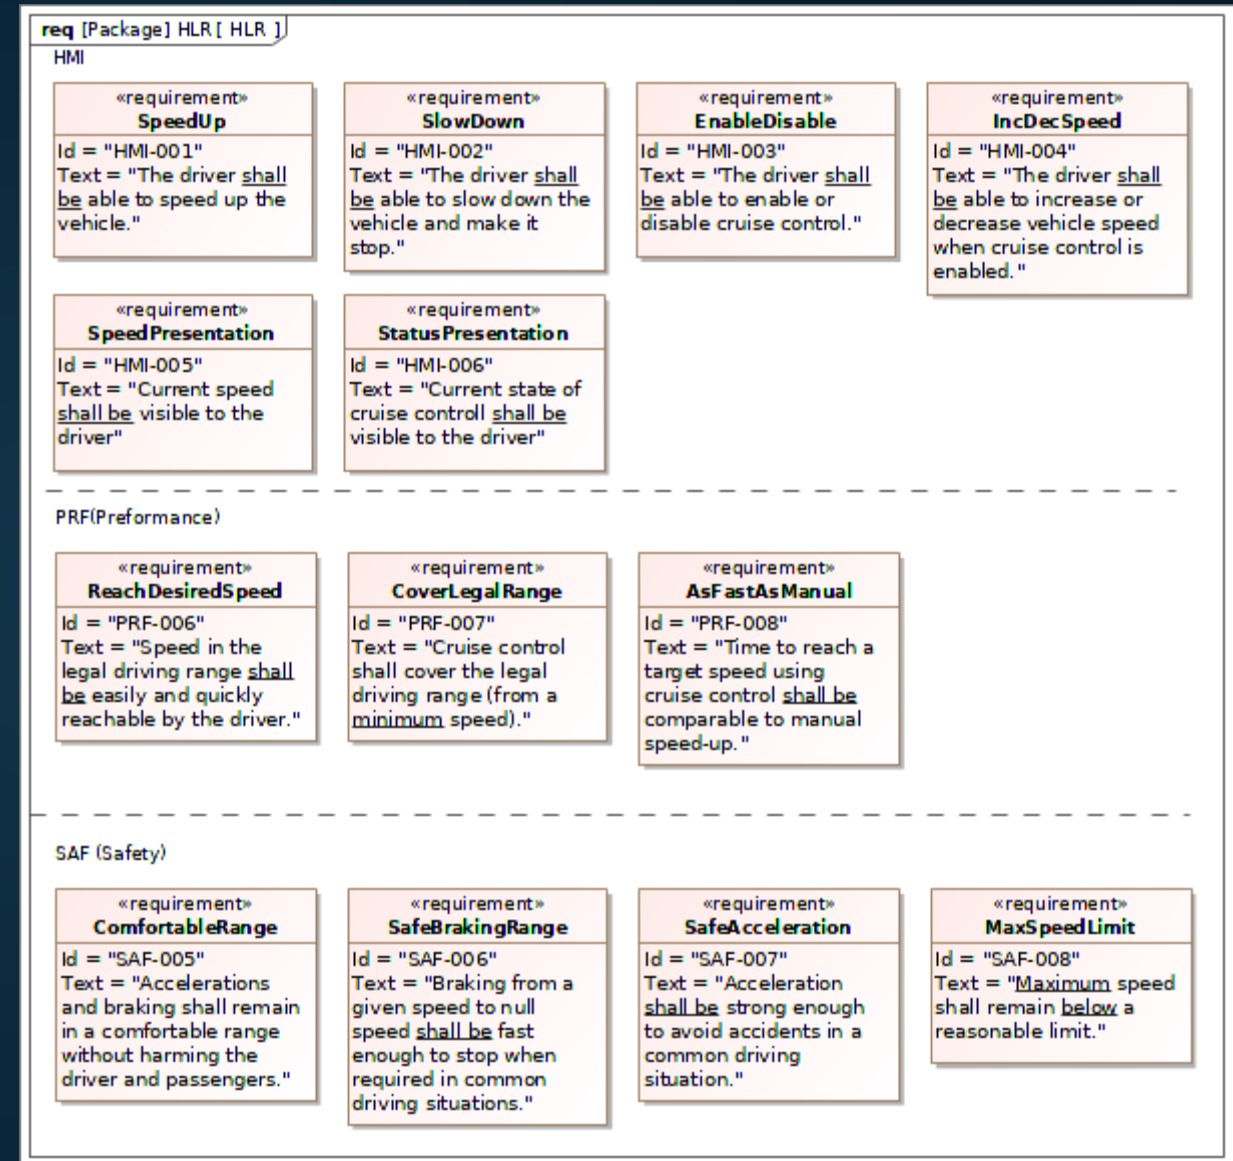 req [Package] HLR [ HLR ]
HMI
«requirement»
SpeedUp
Id = "HMI-001"
Text = "The driver shall
be able to speed up the
vehicle."
«requirement»
SlowDown
Id = "HMI-002"
Text = "The driver shall
be able to slow down the
vehicle and make it
stop."
«requirement»
EnableDisable
Id = "HMI-003"
Text = "The driver shall
be able to enable or
disable cruise control."
«requirement»
IncDecSpeed
Id = "HMI-004"
Text = "The driver shall
be able to increase or
decrease vehicle speed
when cruise control is
enabled."
«requirement»
SpeedPresentation
Id = "HMI-005"
Text = "Current speed
shall be visible to the
driver"
«requirement»
StatusPresentation
Id = "HMI-006"
Text = "Current state of
cruise controll shall be
visible to the driver"
PRF(Preformance)
«requirement»
ReachDesiredSpeed
Id = "PRF-006"
Text = "Speed in the
legal driving range shall
be easily and quickly
reachable by the driver."
«requirement»
CoverLegalRange
Id = "PRF-007"
Text = "Cruise control
shall cover the legal
driving range (from a
minimum speed)."
«requirement»
AsFastAsManual
Id = "PRF-008"
Text = "Time to reach a
target speed using
cruise control shall be
comparable to manual
speed-up."
SAF (Safety)
«requirement»
ComfortableRange
Id = "SAF-005"
Text = "Accelerations
and braking shall remain
in a comfortable range
without harming the
driver and passengers."
«requirement»
SafeBrakingRange
Id = "SAF-006"
Text = "Braking from a
given speed to null
speed shall be fast
enough to stop when
required in common
driving situations."
«requirement»
SafeAcceleration
Id = "SAF-007"
Text = "Acceleration
shall be strong enough
to avoid accidents in a
common driving
situation."
«requirement»
MaxSpeedLimit
Id = "SAF-008"
Text = "Maximum speed
shall remain below a
reasonable limit."